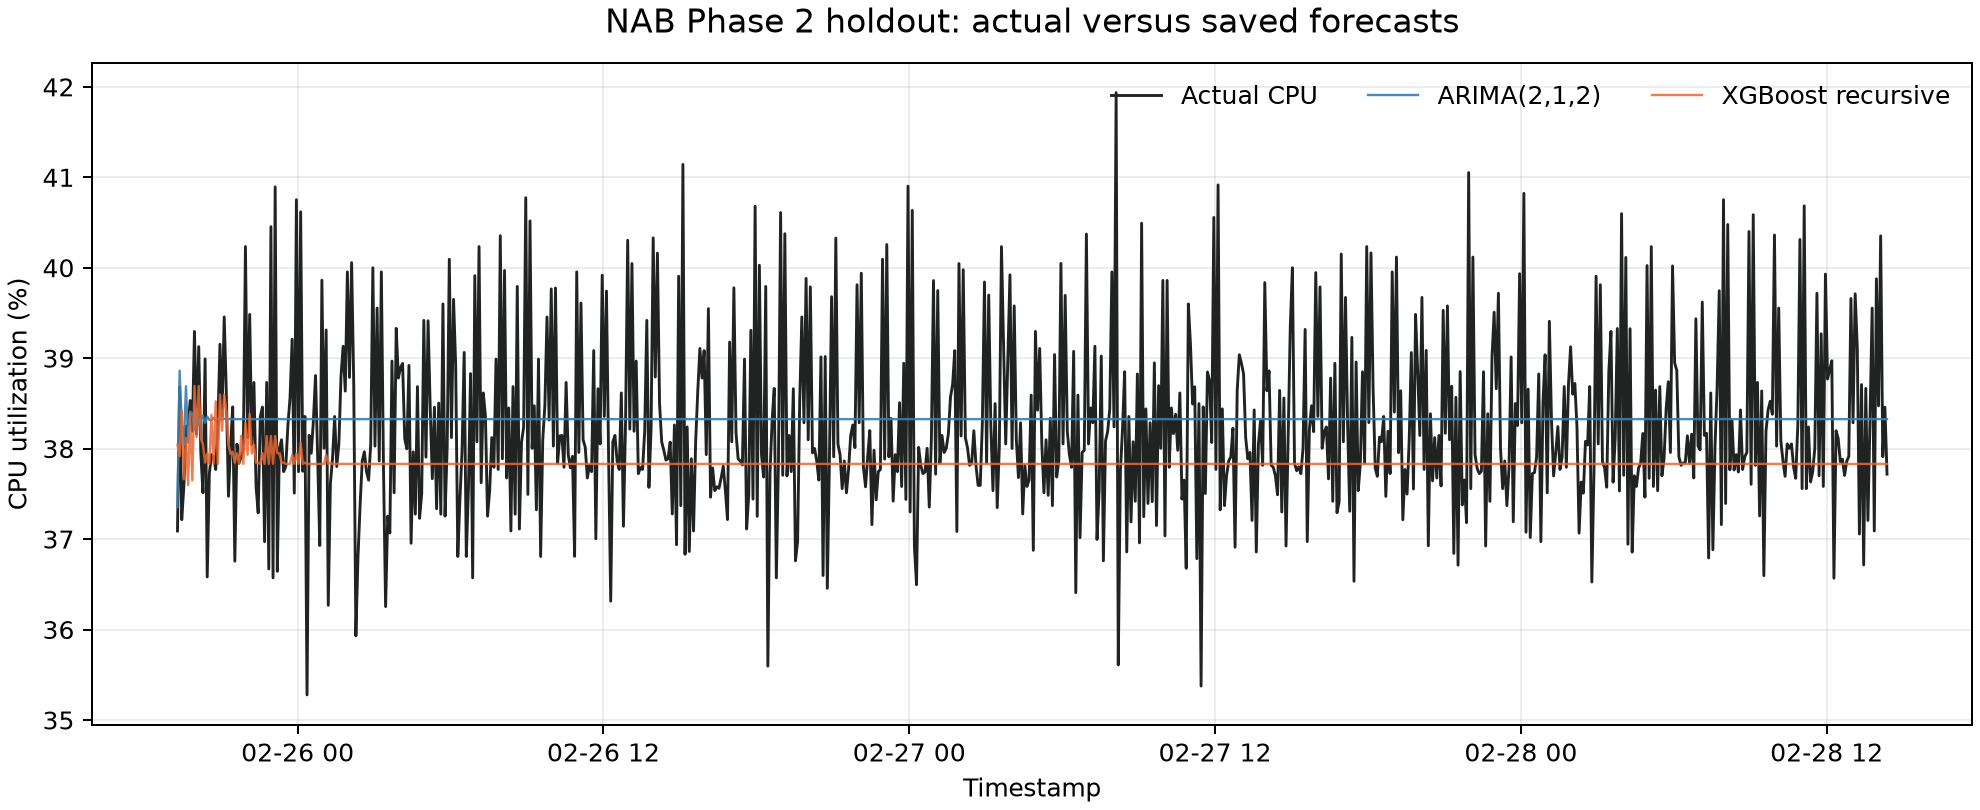 NAB Phase 2 holdout: actual versus saved forecasts
Actual CPU
ARIMA(2,1,2)
XGBoost recursive
CPU utilization (%)
42
41
40
39
38
37
36
35
02-26 00
02-26 12
02-27 00
02-27 12
02-28 00
02-28 12
Timestamp